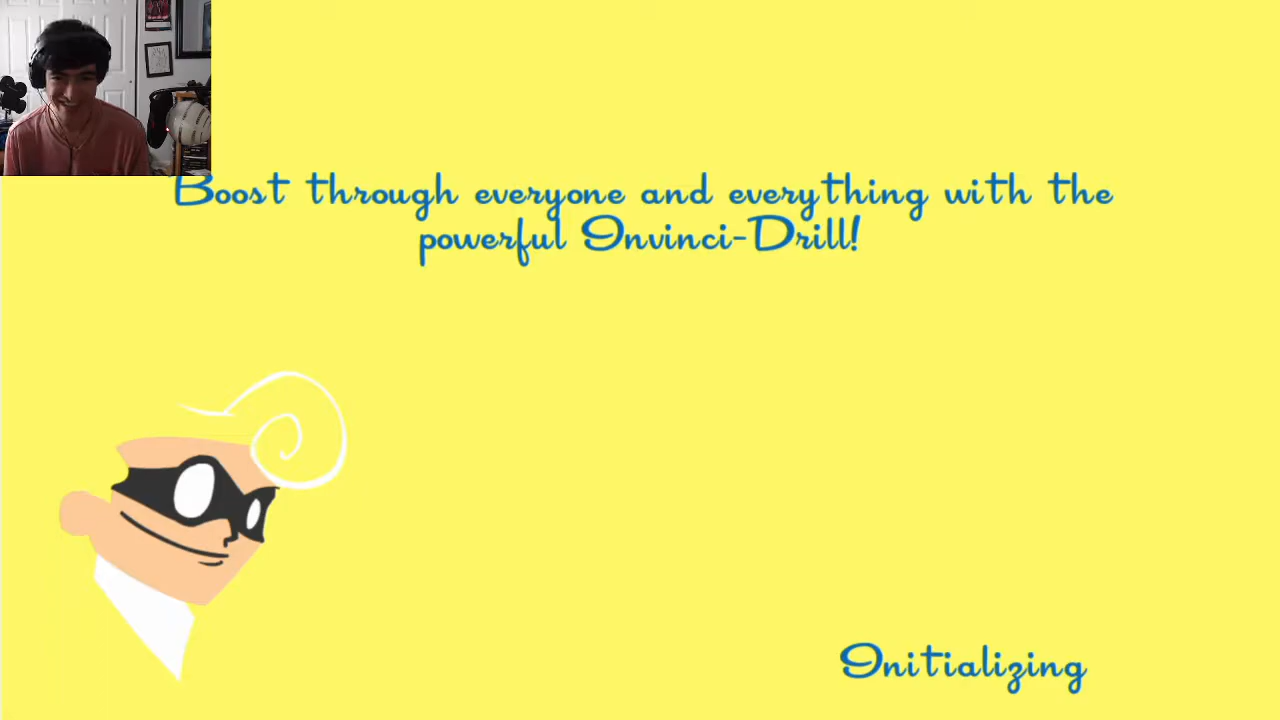 Boost through everyone and everything with the
powerful Invinci-Drill!
Initializing